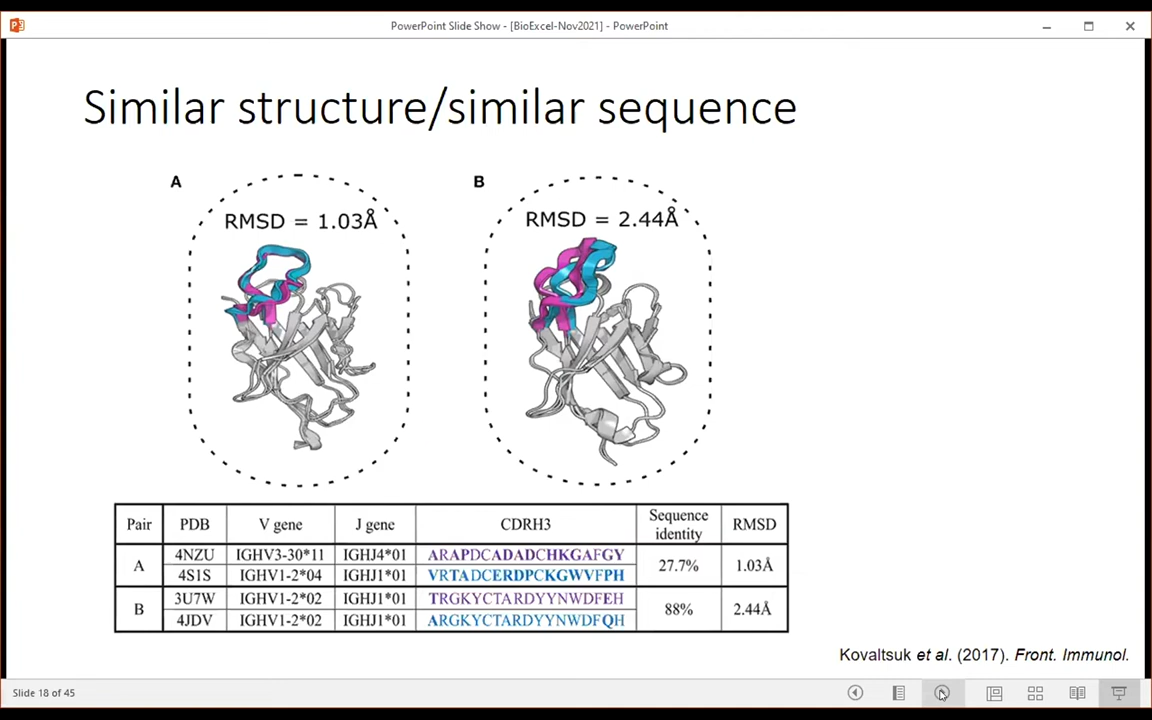 PowerPoint Slide Show - [BioExcel-Nov2021] - PowerPoint
Similar structure/similar sequence
A
B
RMSD = 1.03Å
RMSD = 2.44Å
Pair PDB V gene J gene CDRH3 Sequence identity RMSD
A 4NZU IGHV3-30*11 IGHJ4*01 ARAPDCADADCHKGAFGY 27.7% 1.03Å
4S1S IGHV1-2*04 IGHJ1*01 VRTADCERDPCKGWVFPH
B 3U7W IGHV1-2*02 IGHJ1*01 TRGKYCTARDYYNWDFEH 88% 2.44Å
4JDV IGHV1-2*02 IGHJ1*01 ARGKYCTARDYYNWDFQH
Kovaltsuk et al. (2017). Front. Immunol.
Slide 18 of 45